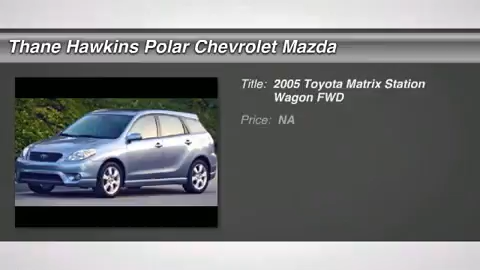 Thane Hawkins Polar Chevrolet Mazda
Title: 2005 Toyota Matrix Station
Wagon FWD
Price: NA